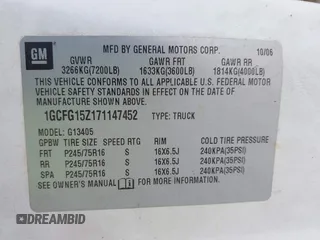 GM
MFD BY GENERAL MOTORS CORP. 10/06
GVWR GAWR FRT GAWR RR
3266KG(7200LB) 1633KG(3600LB) 1814KG(4000LB)
THIS VEHICLE CONFORMS TO ALL APPLICABLE U.S. FEDERAL MOTOR
VEHICLE SAFETY STANDARDS IN EFFECT ON THE DATE OF
MANUFACTURE SHOWN ABOVE.
1GCFG15Z171147452 TYPE: TRUCK
G13405
GPBW TIRE SIZE SPEED RTG RIM COLD TIRE PRESSURE
FRT P245/75R16 S 16X6.5J 240KPA(35PSI)
RR P245/75R16 S 16X6.5J 240KPA(35PSI)
SPA P245/75R16 S 16X6.5J 240KPA(35PSI)
SEE OWNER'S MANUAL FOR ADDITIONAL INFORMATION.
RIDDRAMBID